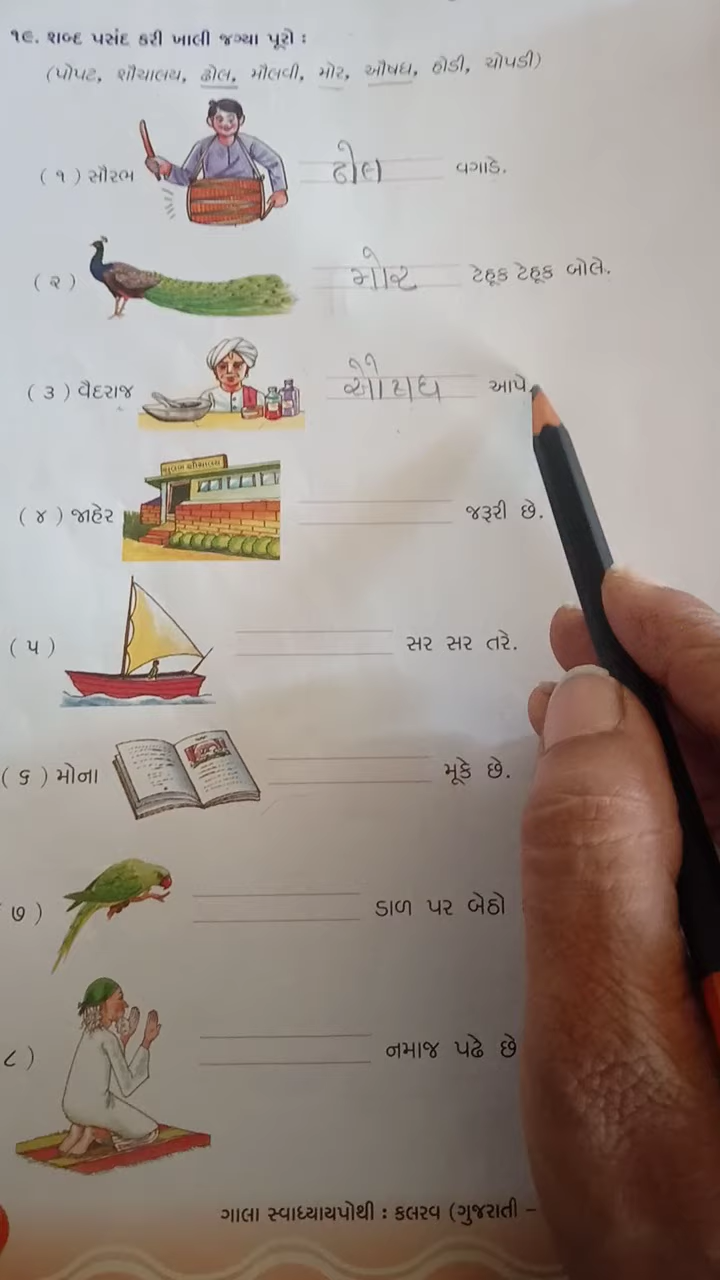 ૧૯. શબ્દ પસંદ કરી ખાલી જગ્યા પૂરો :
(પોપટ, શૌચાલય, ઢોલ, મૌલવી, મોર, ઔષધ, હોડી, ચોપડી)
(૧) સૌરભ ઢોલ વગાડે.
(૨) મોર ટેહૂક ટેહૂક બોલે.
(૩) વૈદરાજ ઔષધ આપે.
(૪) જાહેર જરૂરી છે.
(૫) સર સર તરે.
(૬) મોના મૂકે છે.
૭) ડાળ પર બેઠો
૮) નમાજ પઢે છે
ગાલા સ્વાધ્યાયપોથી : કલરવ (ગુજરાતી –